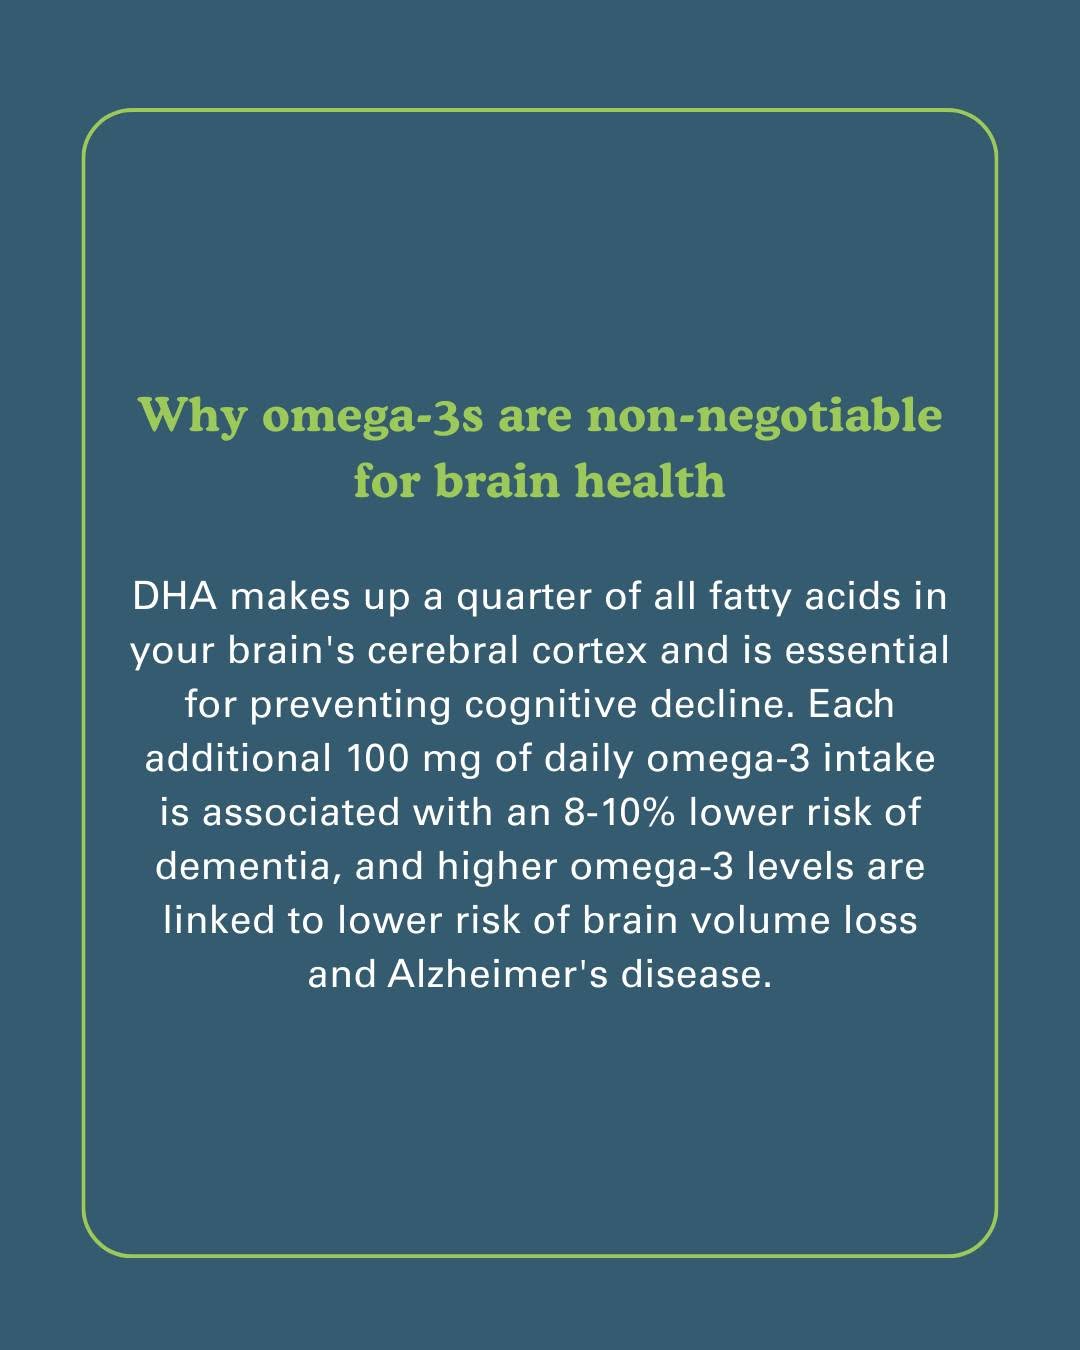 Why omega-3s are non-negotiable
for brain health
DHA makes up a quarter of all fatty acids in
your brain's cerebral cortex and is essential
for preventing cognitive decline. Each
additional 100 mg of daily omega-3 intake
is associated with an 8-10% lower risk of
dementia, and higher omega-3 levels are
linked to lower risk of brain volume loss
and Alzheimer's disease.